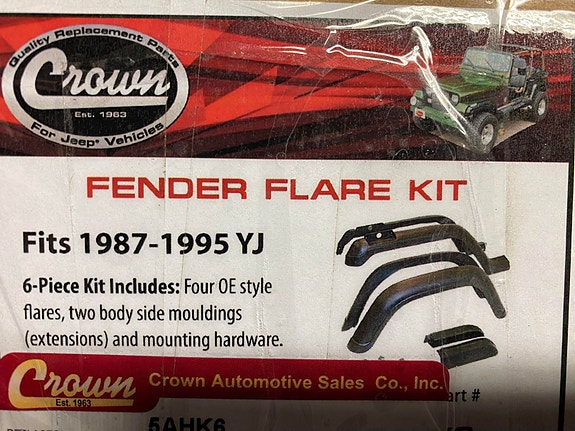 Quality Replacement Parts
Crown
Est. 1963
For Jeep® Vehicles
FENDER FLARE KIT
Fits 1987-1995 YJ
6-Piece Kit Includes: Four OE style
flares, two body side mouldings
(extensions) and mounting hardware.
Crown
Est. 1963
Crown Automotive Sales Co., Inc.
art #
5AHK6